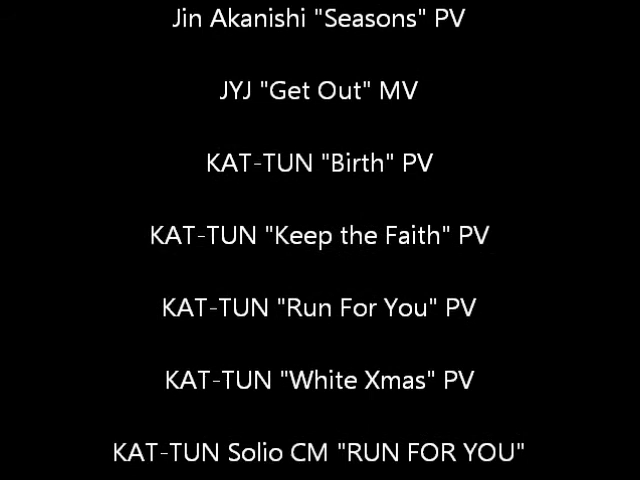 Jin Akanishi "Seasons" PV
JYJ "Get Out" MV
KAT-TUN "Birth" PV
KAT-TUN "Keep the Faith" PV
KAT-TUN "Run For You" PV
KAT-TUN "White Xmas" PV
KAT-TUN Solio CM "RUN FOR YOU"